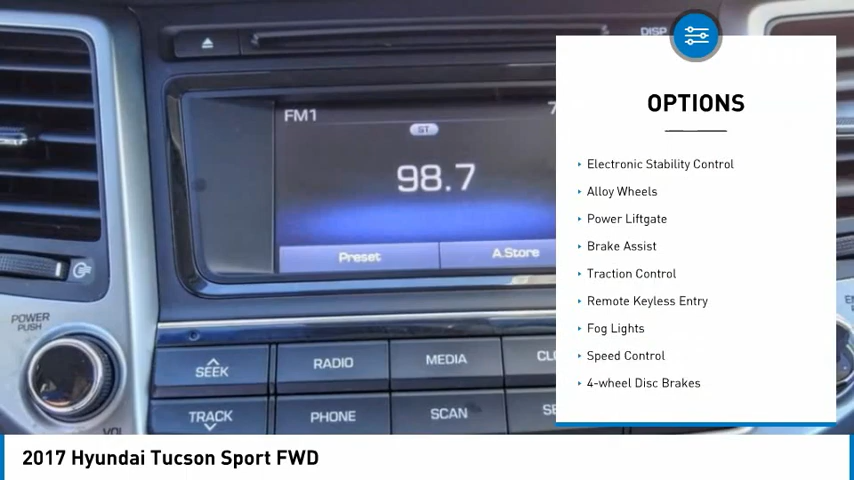 DISP
FM1
ST
98.7
Preset
A.Store
POWER
PUSH
VOL
SEEK
RADIO
MEDIA
TRACK
PHONE
SCAN
OPTIONS
Electronic Stability Control
Alloy Wheels
Power Liftgate
Brake Assist
Traction Control
Remote Keyless Entry
Fog Lights
Speed Control
4-wheel Disc Brakes
2017 Hyundai Tucson Sport FWD